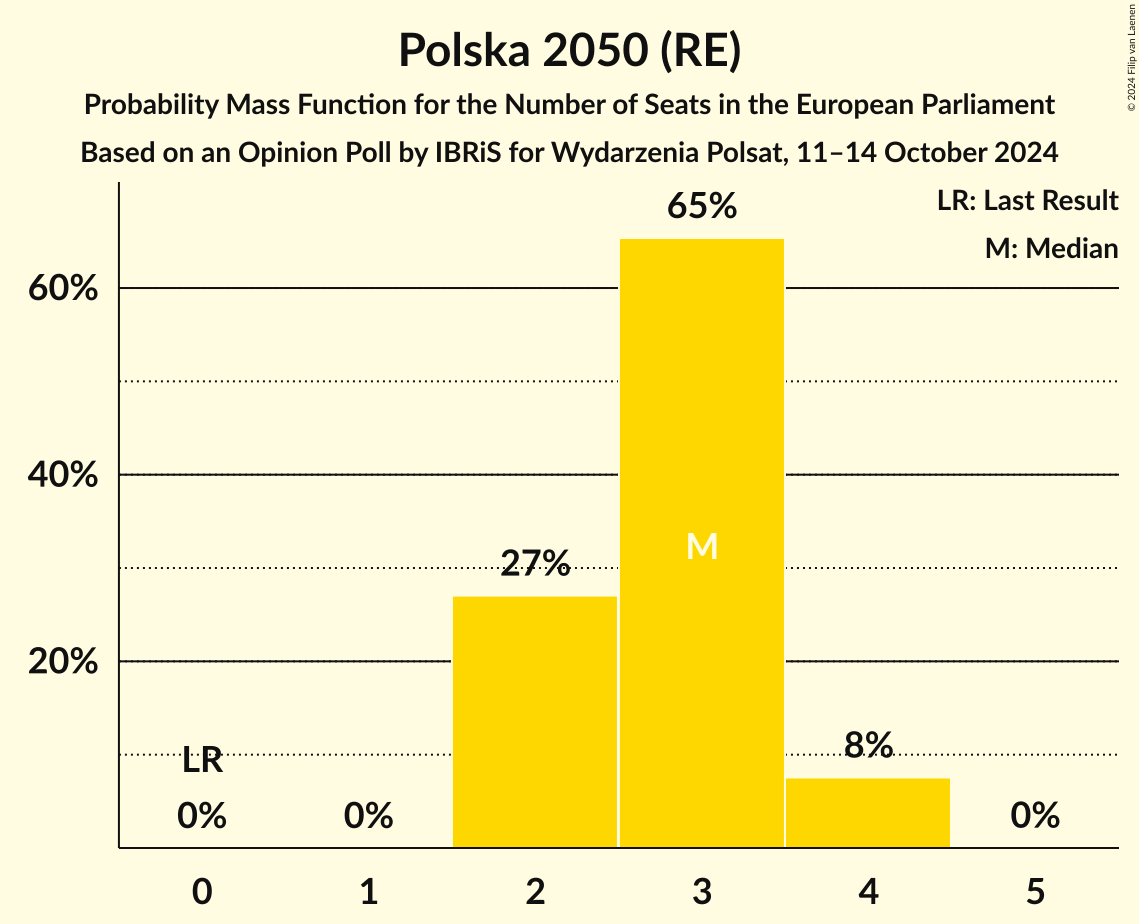 Polska 2050 (RE)
Probability Mass Function for the Number of Seats in the European Parliament
Based on an Opinion Poll by IBRiS for Wydarzenia Polsat, 11–14 October 2024
© 2024 Filip van Laenen
LR: Last Result
M: Median
65%
60%
40%
M
27%
20%
8%
LR
0%
0%
0%
0
1
2
3
4
5